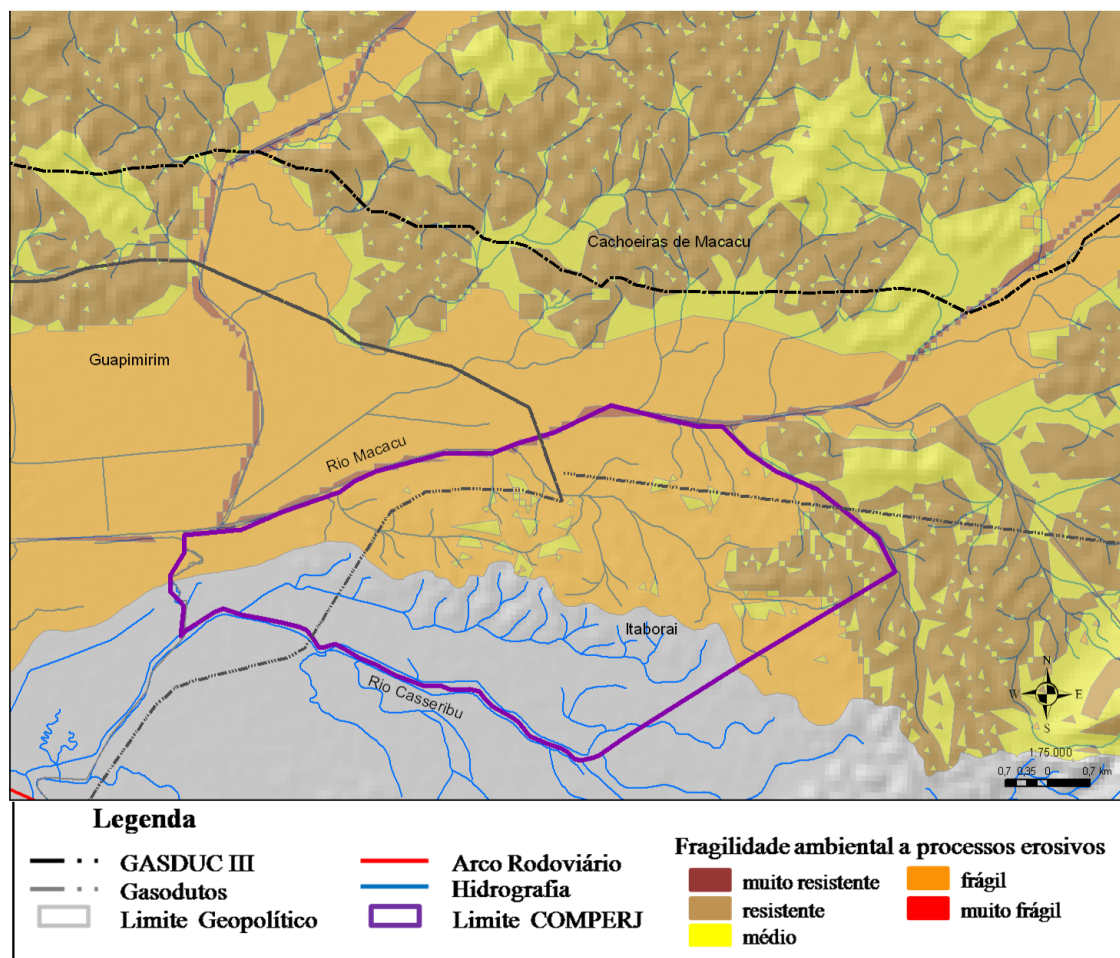 Cachoeiras de Macacu
Guapimirim
Rio Macacu
Itaborai
Rio Casseribu
N
W E
S
1:75.000
0,7 0,35 0 0,7 km
Legenda
GASDUC III
Gasodutos
Limite Geopolítico
Arco Rodoviário
Hidrografia
Limite COMPERJ
Fragilidade ambiental a processos erosivos
muito resistente
resistente
médio
frágil
muito frágil